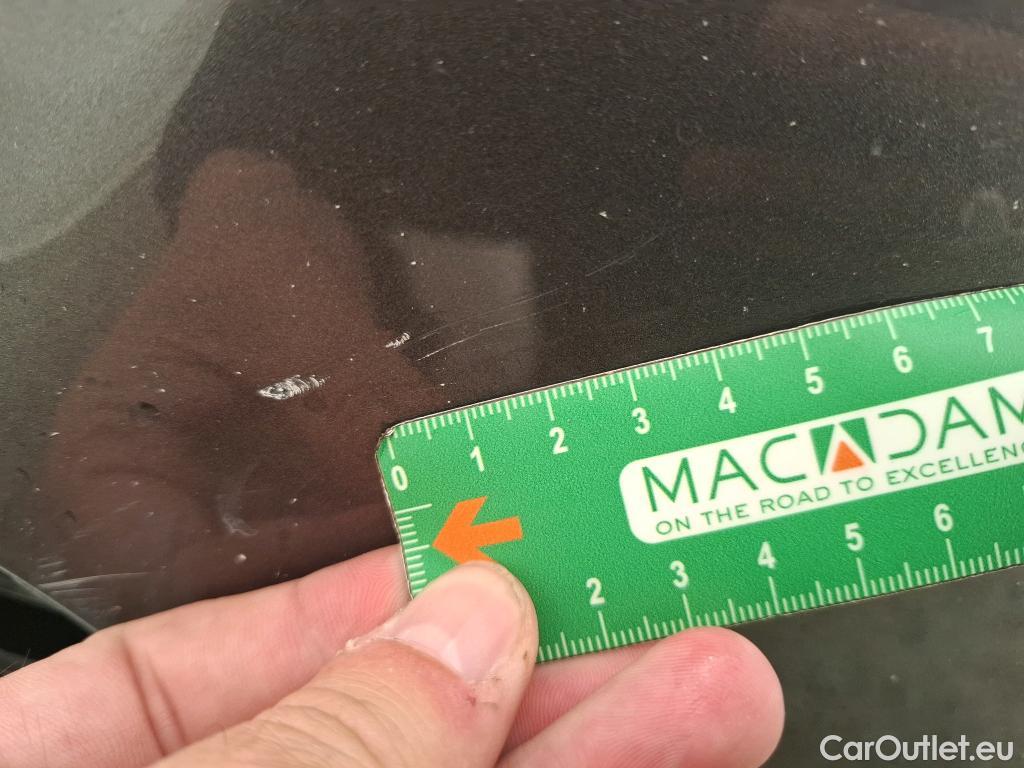 0 1 2 3 4 5 6 7
MACADAM
ON THE ROAD TO EXCELLENC
2 3 4 5 6
CarOutlet.eu